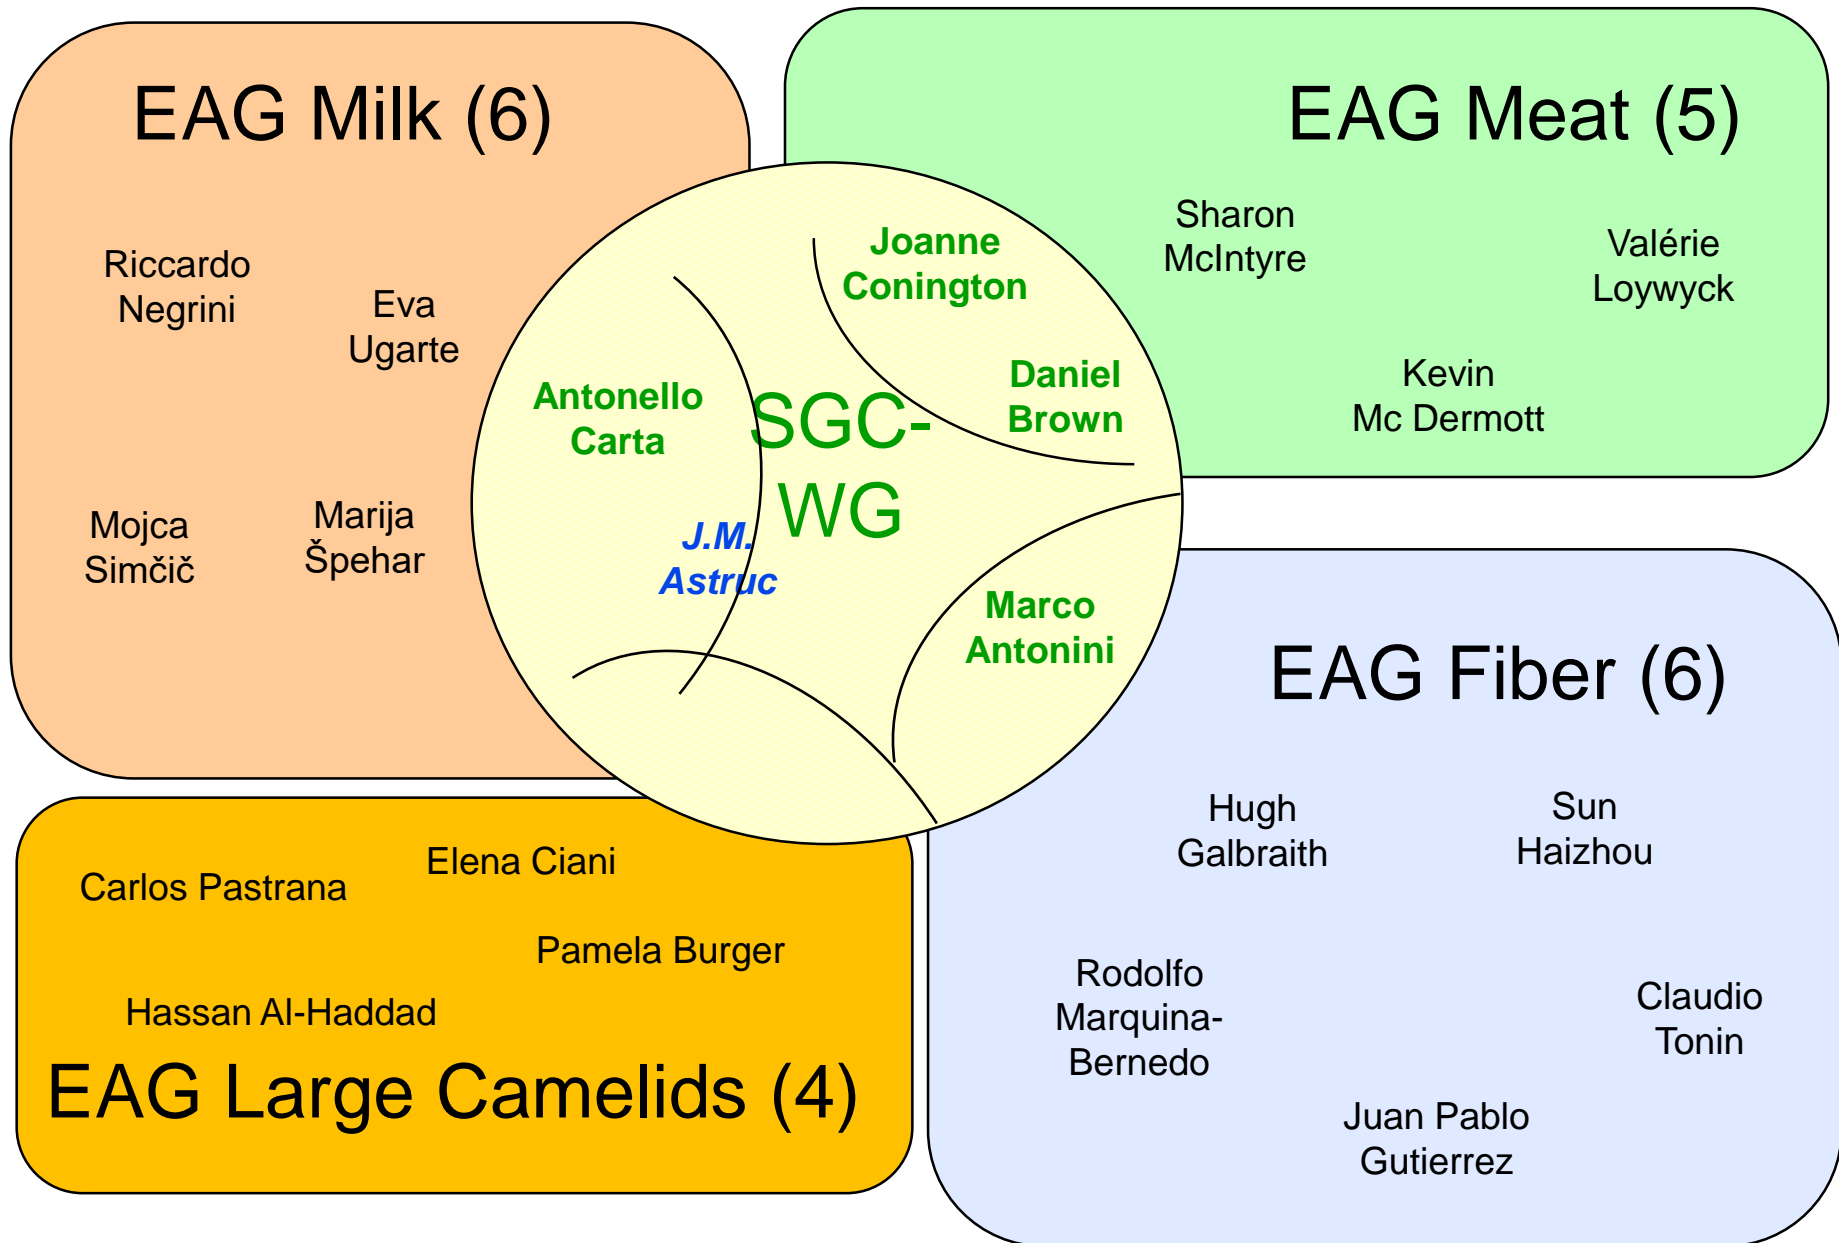 EAG Milk (6)
Riccardo
Negrini
Eva
Ugarte
Mojca
Simčič
Marija
Špehar
EAG Meat (5)
Sharon
McIntyre
Valérie
Loywyck
Kevin
Mc Dermott
Joanne
Conington
Daniel
Brown
Antonello
Carta
SGC-
WG
J.M.
Astruc
Marco
Antonini
EAG Fiber (6)
Hugh
Galbraith
Sun
Haizhou
Rodolfo
Marquina-
Bernedo
Claudio
Tonin
Juan Pablo
Gutierrez
Elena Ciani
Carlos Pastrana
Pamela Burger
Hassan Al-Haddad
EAG Large Camelids (4)